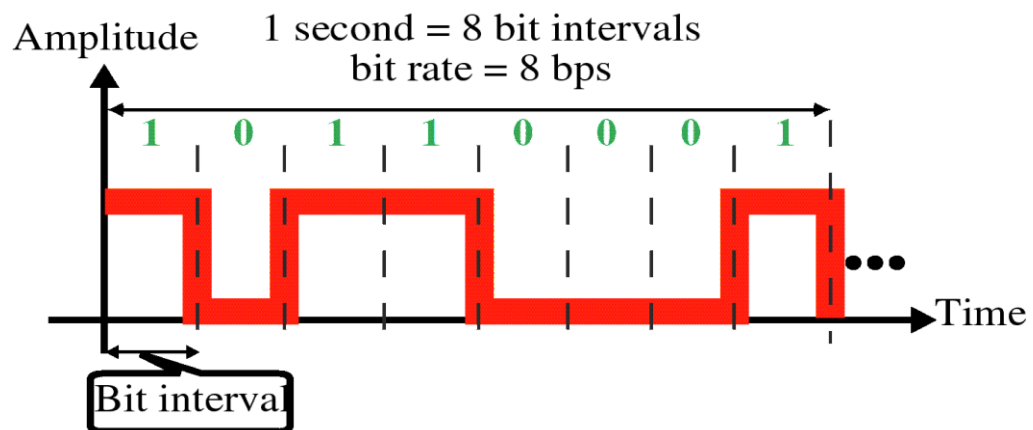 Amplitude
1 second = 8 bit intervals
bit rate = 8 bps
1 0 1 1 0 0 0 1
Time
Bit interval